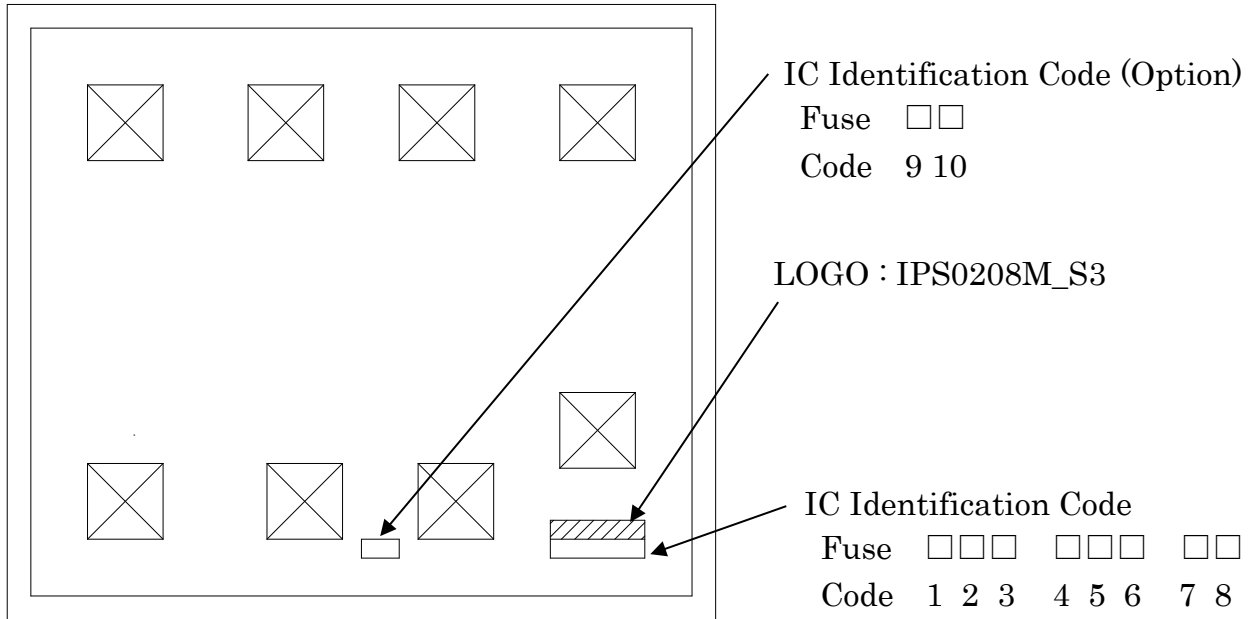 IC Identification Code (Option)
Fuse □□
Code 9 10
LOGO : IPS0208M_S3
IC Identification Code
Fuse □□□ □□□ □□
Code 1 2 3 4 5 6 7 8